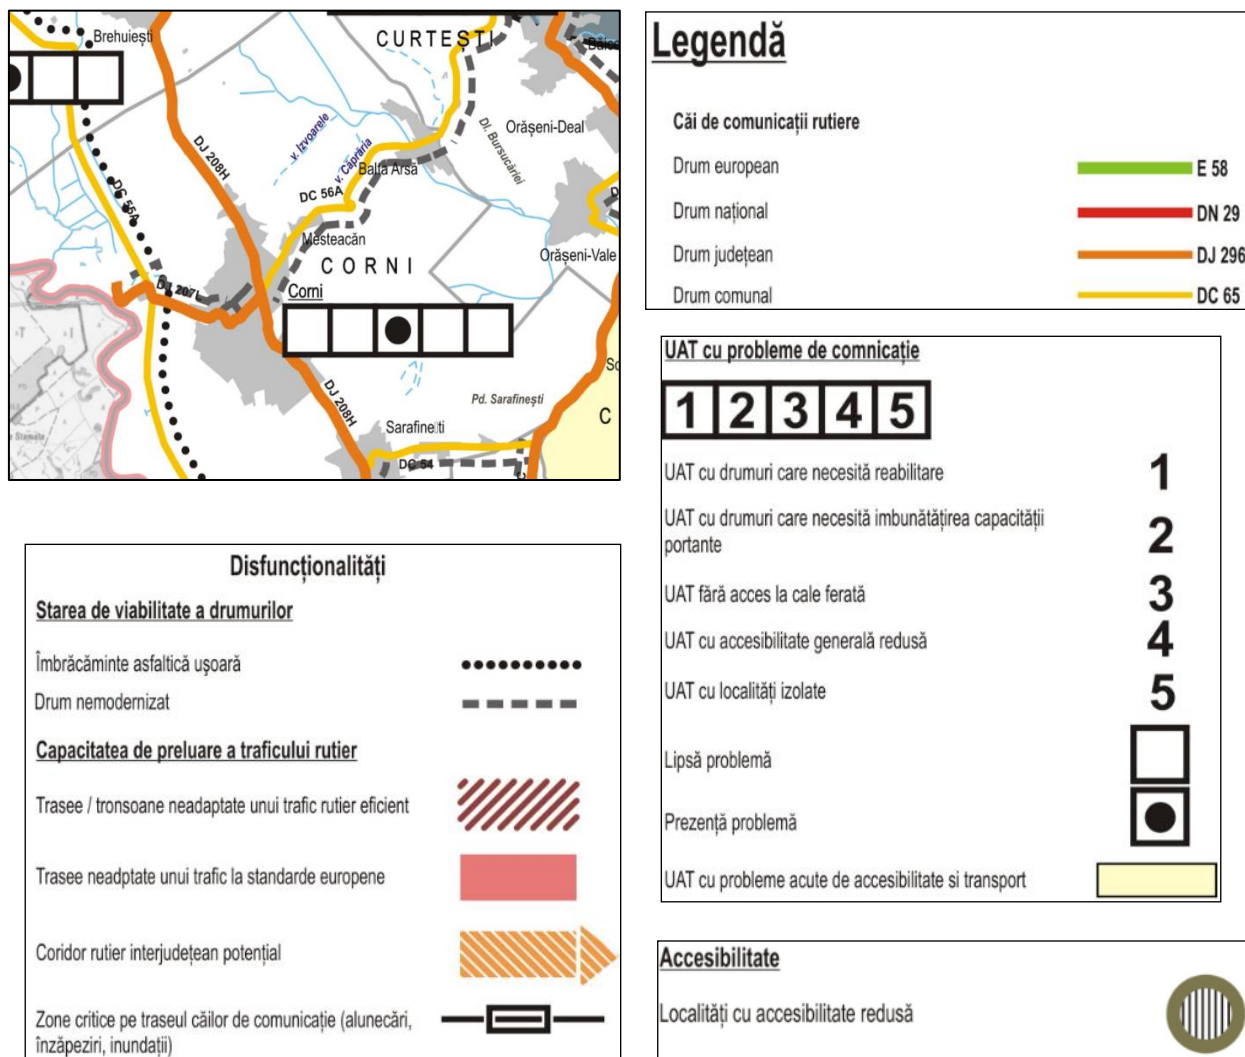 Brehuiești
CURTEȘTI
Orășeni-Deal
Dl. Bursucăriei
v. Izvoarele
v. Căprăria
Balta Arsă
DJ 208H
DC 56A
DC 55A
Mesteacăn
CORNI
Orășeni-Vale
DJ 207L
Corni
DJ 208H
Pd. Sarafinești
C
Sarafine ti
DC 54
Legendă
Căi de comunicații rutiere
Drum european E 58
Drum național DN 29
Drum județean DJ 296
Drum comunal DC 65
UAT cu probleme de comnicație
1 2 3 4 5
UAT cu drumuri care necesită reabilitare 1
UAT cu drumuri care necesită imbunătățirea capacității
portante 2
UAT fără acces la cale ferată 3
UAT cu accesibilitate generală redusă 4
UAT cu localități izolate 5
Lipsă problemă
Prezență problemă
UAT cu probleme acute de accesibilitate si transport
Disfuncționalități
Starea de viabilitate a drumurilor
Îmbrăcăminte asfaltică ușoară
Drum nemodernizat
Capacitatea de preluare a traficului rutier
Trasee / tronsoane neadaptate unui trafic rutier eficient
Trasee neadptate unui trafic la standarde europene
Coridor rutier interjudețean potențial
Zone critice pe traseul căilor de comunicație (alunecări,
înzăpeziri, inundații)
Accesibilitate
Localități cu accesibilitate redusă